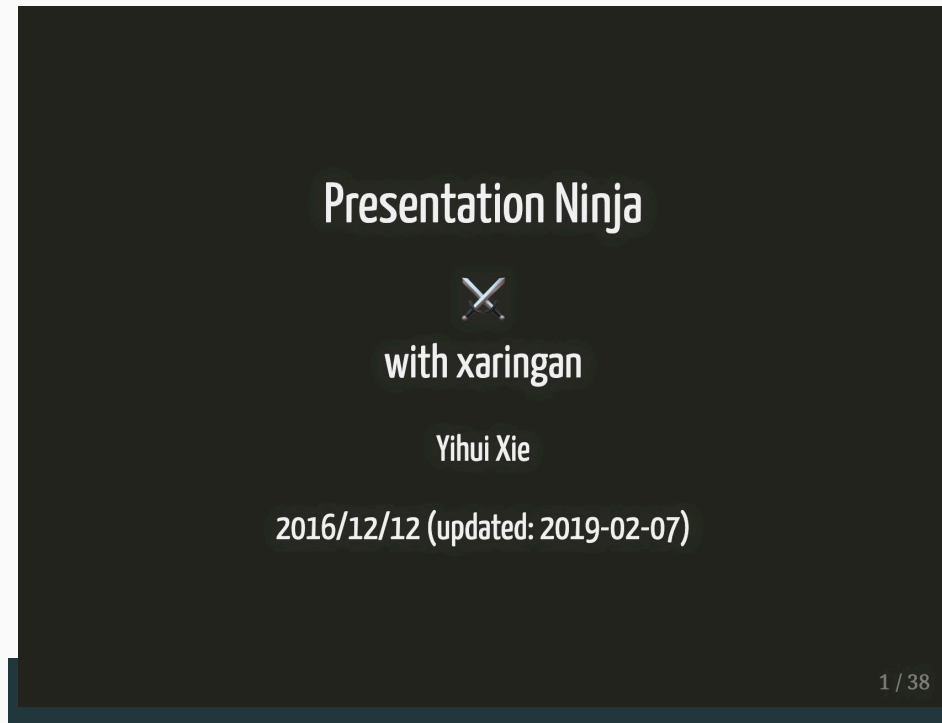 Presentation Ninja
⚔
with xaringan
Yihui Xie
2016/12/12 (updated: 2019-02-07)
1 / 38